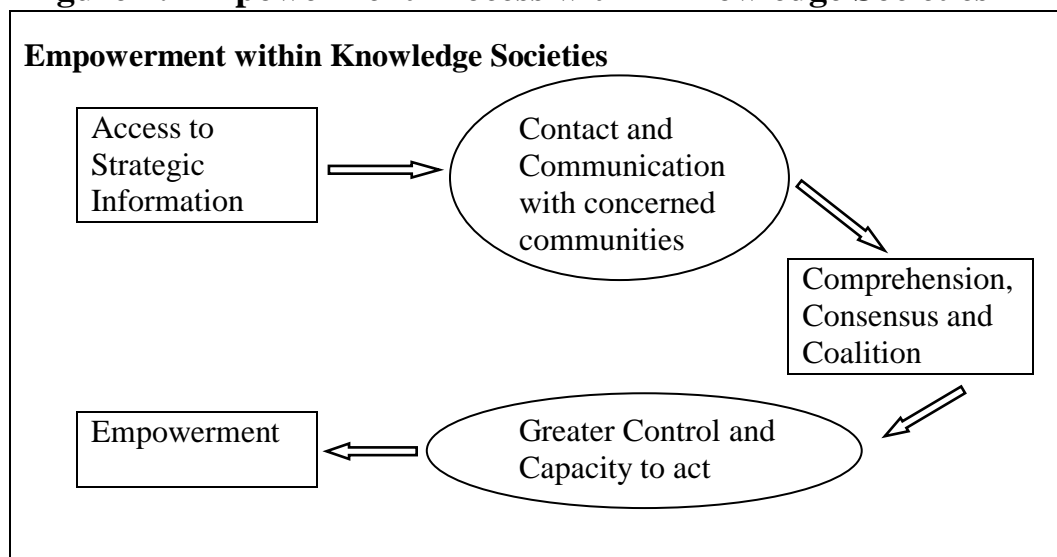 Empowerment within Knowledge Societies
Access to
Strategic
Information
Contact and
Communication
with concerned
communities
Comprehension,
Consensus and
Coalition
Greater Control and
Capacity to act
Empowerment